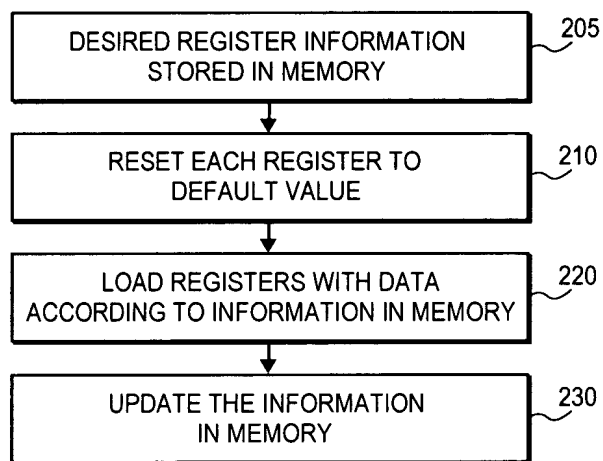 DESIRED REGISTER INFORMATION
STORED IN MEMORY
205
RESET EACH REGISTER TO
DEFAULT VALUE
210
LOAD REGISTERS WITH DATA
ACCORDING TO INFORMATION IN MEMORY
220
UPDATE THE INFORMATION
IN MEMORY
230